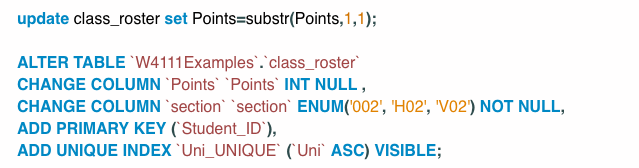 update class_roster set Points=substr(Points,1,1);
ALTER TABLE `W4111Examples`.`class_roster`
CHANGE COLUMN `Points` `Points` INT NULL ,
CHANGE COLUMN `section` `section` ENUM('002', 'H02', 'V02') NOT NULL,
ADD PRIMARY KEY (`Student_ID`),
ADD UNIQUE INDEX `Uni_UNIQUE` (`Uni` ASC) VISIBLE;